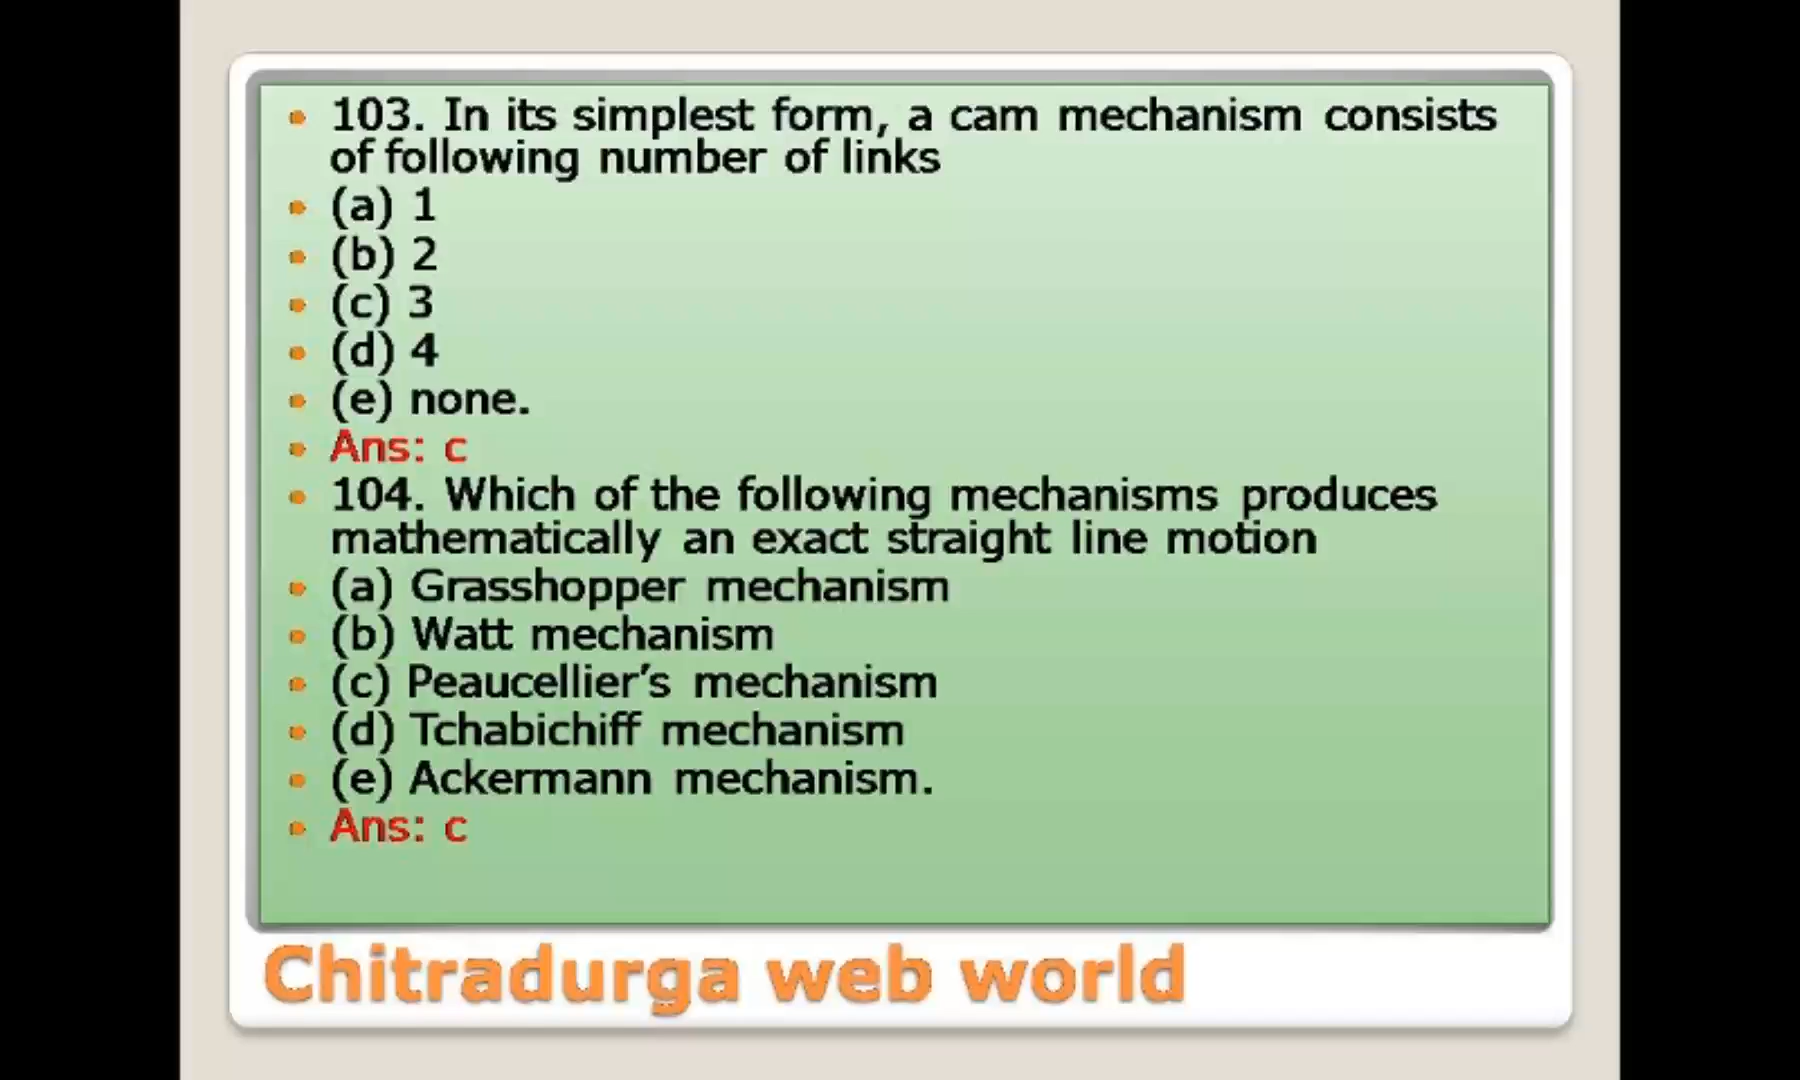 103. In its simplest form, a cam mechanism consists
of following number of links
(a) 1
(b) 2
(c) 3
(d) 4
(e) none.
Ans: c
104. Which of the following mechanisms produces
mathematically an exact straight line motion
(a) Grasshopper mechanism
(b) Watt mechanism
(c) Peaucellier’s mechanism
(d) Tchabichiff mechanism
(e) Ackermann mechanism.
Ans: c
Chitradurga web world